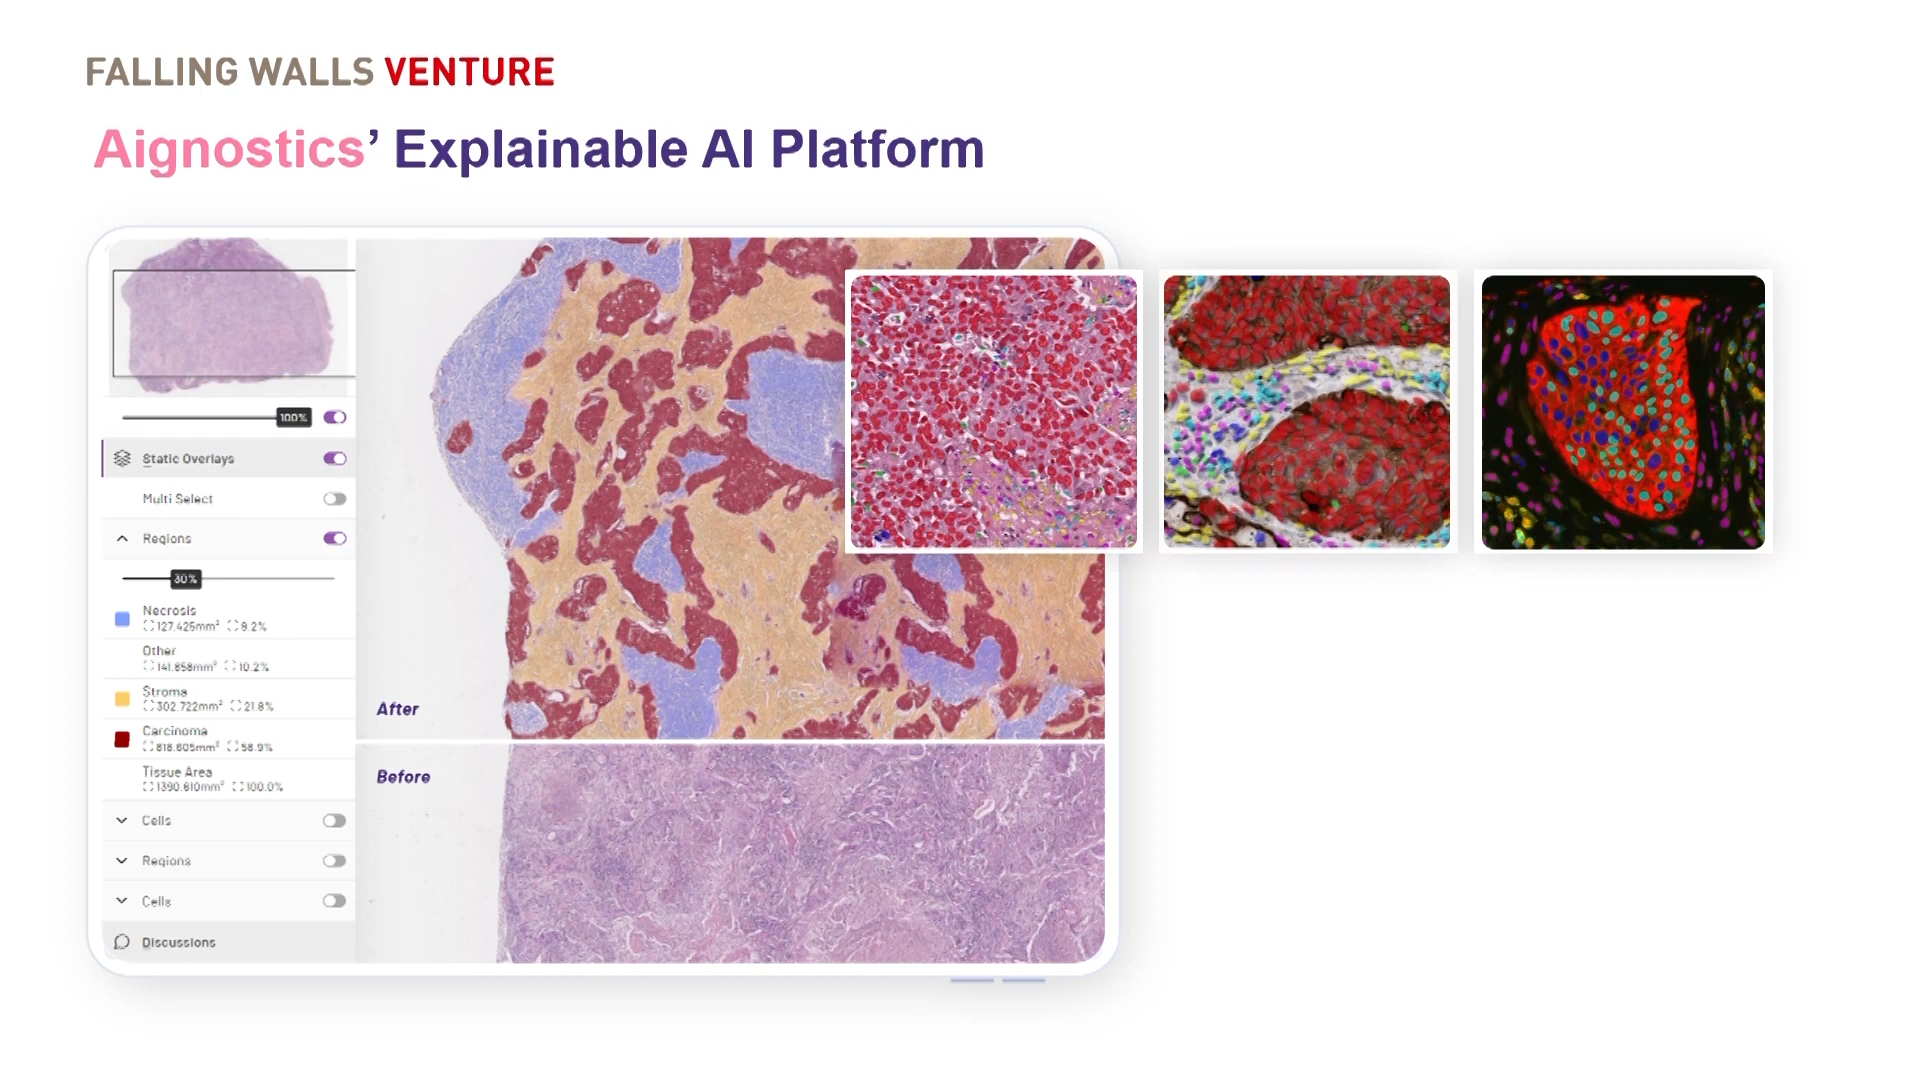 FALLING WALLS VENTURE
Aignostics’ Explainable AI Platform
100%
Static Overlays
Multi Select
Regions
30%
Necrosis
127.425mm² 9.2%
Other
141.858mm² 10.2%
Stroma
302.722mm² 21.8%
Carcinoma
818.605mm² 58.9%
Tissue Area
1390.610mm² 100.0%
Cells
Regions
Cells
Discussions
After
Before